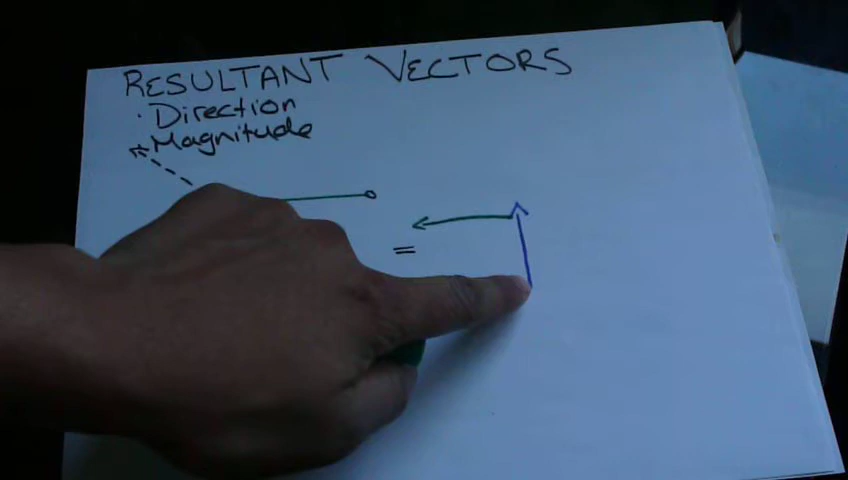 RESULTANT VECTORS
· Direction
Magnitude
=